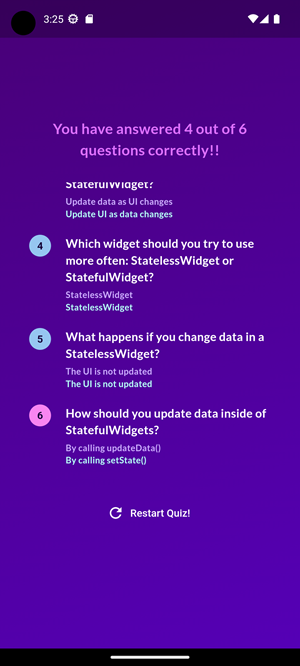 3:25
You have answered 4 out of 6
questions correctly!!
StatefulWidget?
Update data as UI changes
Update UI as data changes
4
Which widget should you try to use
more often: StatelessWidget or
StatefulWidget?
StatelessWidget
StatelessWidget
5
What happens if you change data in a
StatelessWidget?
The UI is not updated
The UI is not updated
6
How should you update data inside of
StatefulWidgets?
By calling updateData()
By calling setState()
Restart Quiz!